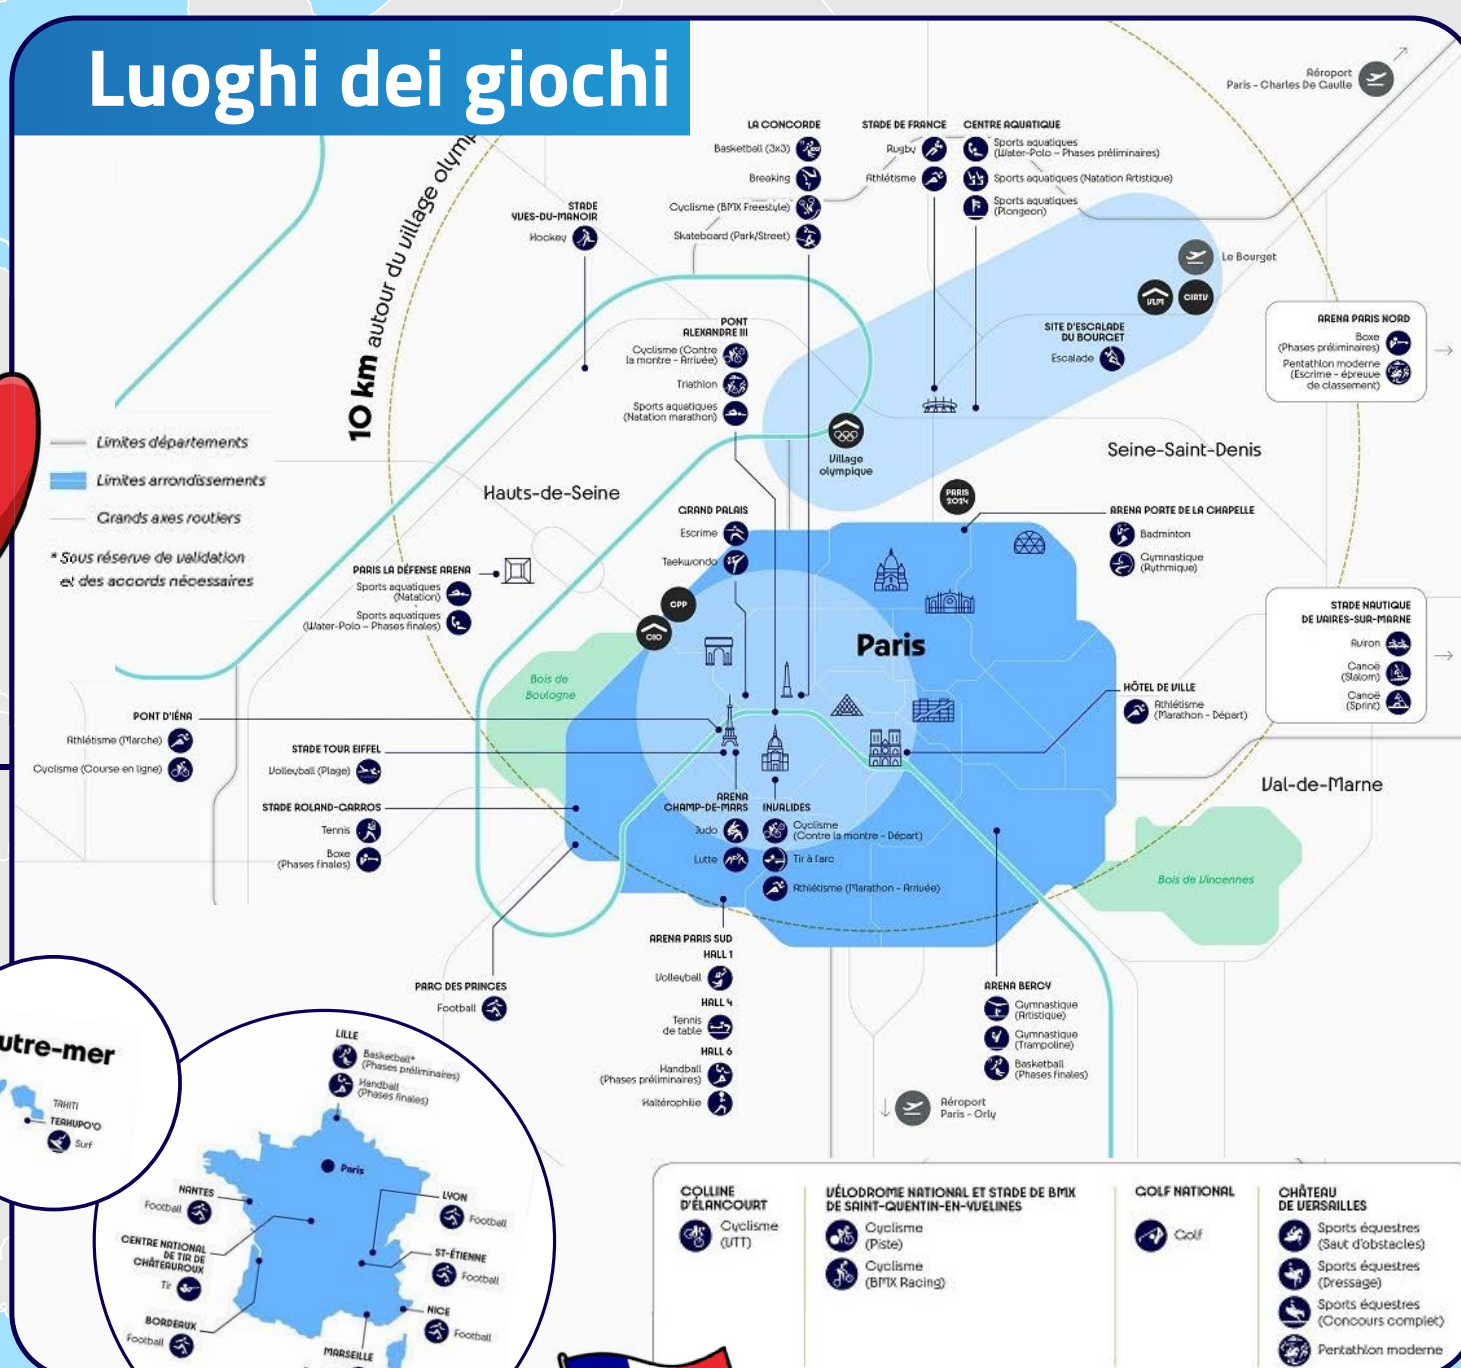 Luoghi dei giochi
10 km autour du village olymp
Aéroport
Paris - Charles De Gaulle
LA CONCORDE
Basketball (3x3)
Breaking
Cyclisme (BMX Freestyle)
Skateboard (Park/Street)
STADE DE FRANCE
Rugby
Athlétisme
CENTRE AQUATIQUE
Sports aquatiques
(Water-Polo – Phases préliminaires)
Sports aquatiques (Natation Artistique)
Sports aquatiques
(Plongeon)
STADE
YVES-DU-MANOIR
Hockey
Le Bourget
VLM
CIRTV
SITE D'ESCALADE
DU BOURGET
Escalade
ARENA PARIS NORD
Boxe
(Phases préliminaires)
Pentathlon moderne
(Escrime - épreuve
de classement)
PONT
ALEXANDRE III
Cyclisme (Contre
la montre - Arrivée)
Triathlon
Sports aquatiques
(Natation marathon)
Village
olympique
Limites départements
Limites arrondissements
Grands axes routiers
* Sous réserve de validation
et des accords nécessaires
Hauts-de-Seine
Seine-Saint-Denis
PARIS
2024
GRAND PALAIS
Escrime
Taekwondo
ARENA PORTE DE LA CHAPELLE
Badminton
Gymnastique
(Rythmique)
PARIS LA DÉFENSE ARENA
Sports aquatiques
(Natation)
Sports aquatiques
(Water-Polo – Phases finales)
CPP
CIO
STADE NAUTIQUE
DE VAIRES-SUR-MARNE
Aviron
Canoë
(Slalom)
Canoë
(Sprint)
Paris
Bois de
Boulogne
HÔTEL DE VILLE
Athlétisme
(Marathon - Départ)
PONT D'IÉNA
Athlétisme (Marche)
Cyclisme (Course en ligne)
STADE TOUR EIFFEL
Volleyball (Plage)
STADE ROLAND-GARROS
Tennis
Boxe
(Phases finales)
ARENA
CHAMP-DE-MARS
Judo
Lutte
INVALIDES
Cyclisme
(Contre la montre - Départ)
Tir à l'arc
Athlétisme (Marathon - Arrivée)
Val-de-Marne
Bois de Vincennes
PARC DES PRINCES
Football
ARENA PARIS SUD
HALL 1
Volleyball
HALL 4
Tennis
de table
HALL 6
Handball
(Phases préliminaires)
Haltérophilie
ARENA BERCY
Gymnastique
(Artistique)
Gymnastique
(Trampoline)
Basketball
(Phases finales)
Aéroport
Paris - Orly
utre-mer
TAHITI
TEAHUPO'O
Surf
LILLE
Basketball*
(Phases préliminaires)
Handball
(Phases finales)
Paris
NANTES
Football
LYON
Football
CENTRE NATIONAL
DE TIR DE
CHÂTEAUROUX
Tir
ST-ÉTIENNE
Football
BORDEAUX
Football
NICE
Football
MARSEILLE
COLLINE
D'ÉLANCOURT
Cyclisme
(VTT)
VÉLODROME NATIONAL ET STADE DE BMX
DE SAINT-QUENTIN-EN-YVELINES
Cyclisme
(Piste)
Cyclisme
(BMX Racing)
GOLF NATIONAL
Golf
CHÂTEAU
DE VERSAILLES
Sports équestres
(Saut d'obstacles)
Sports équestres
(Dressage)
Sports équestres
(Concours complet)
Pentathlon moderne